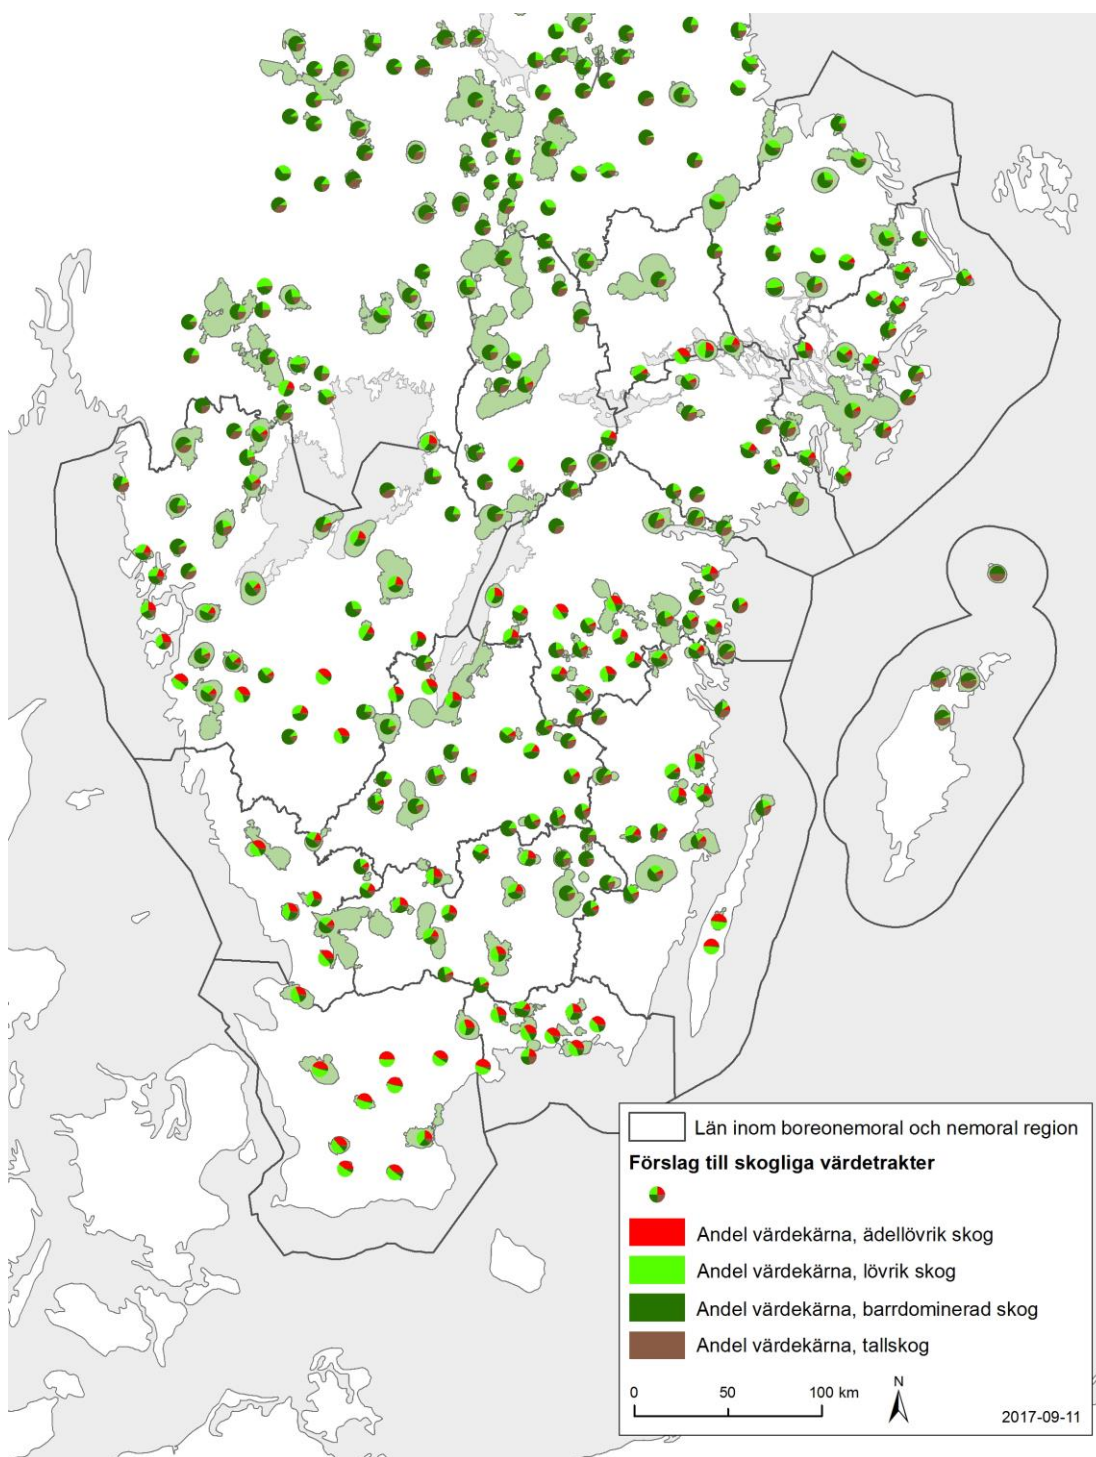 Län inom boreonemoral och nemoral region
Förslag till skogliga värdetrakter
Andel värdekärna, ädellövrik skog
Andel värdekärna, lövrik skog
Andel värdekärna, barrdominerad skog
Andel värdekärna, tallskog
N
0 50 100 km
2017-09-11